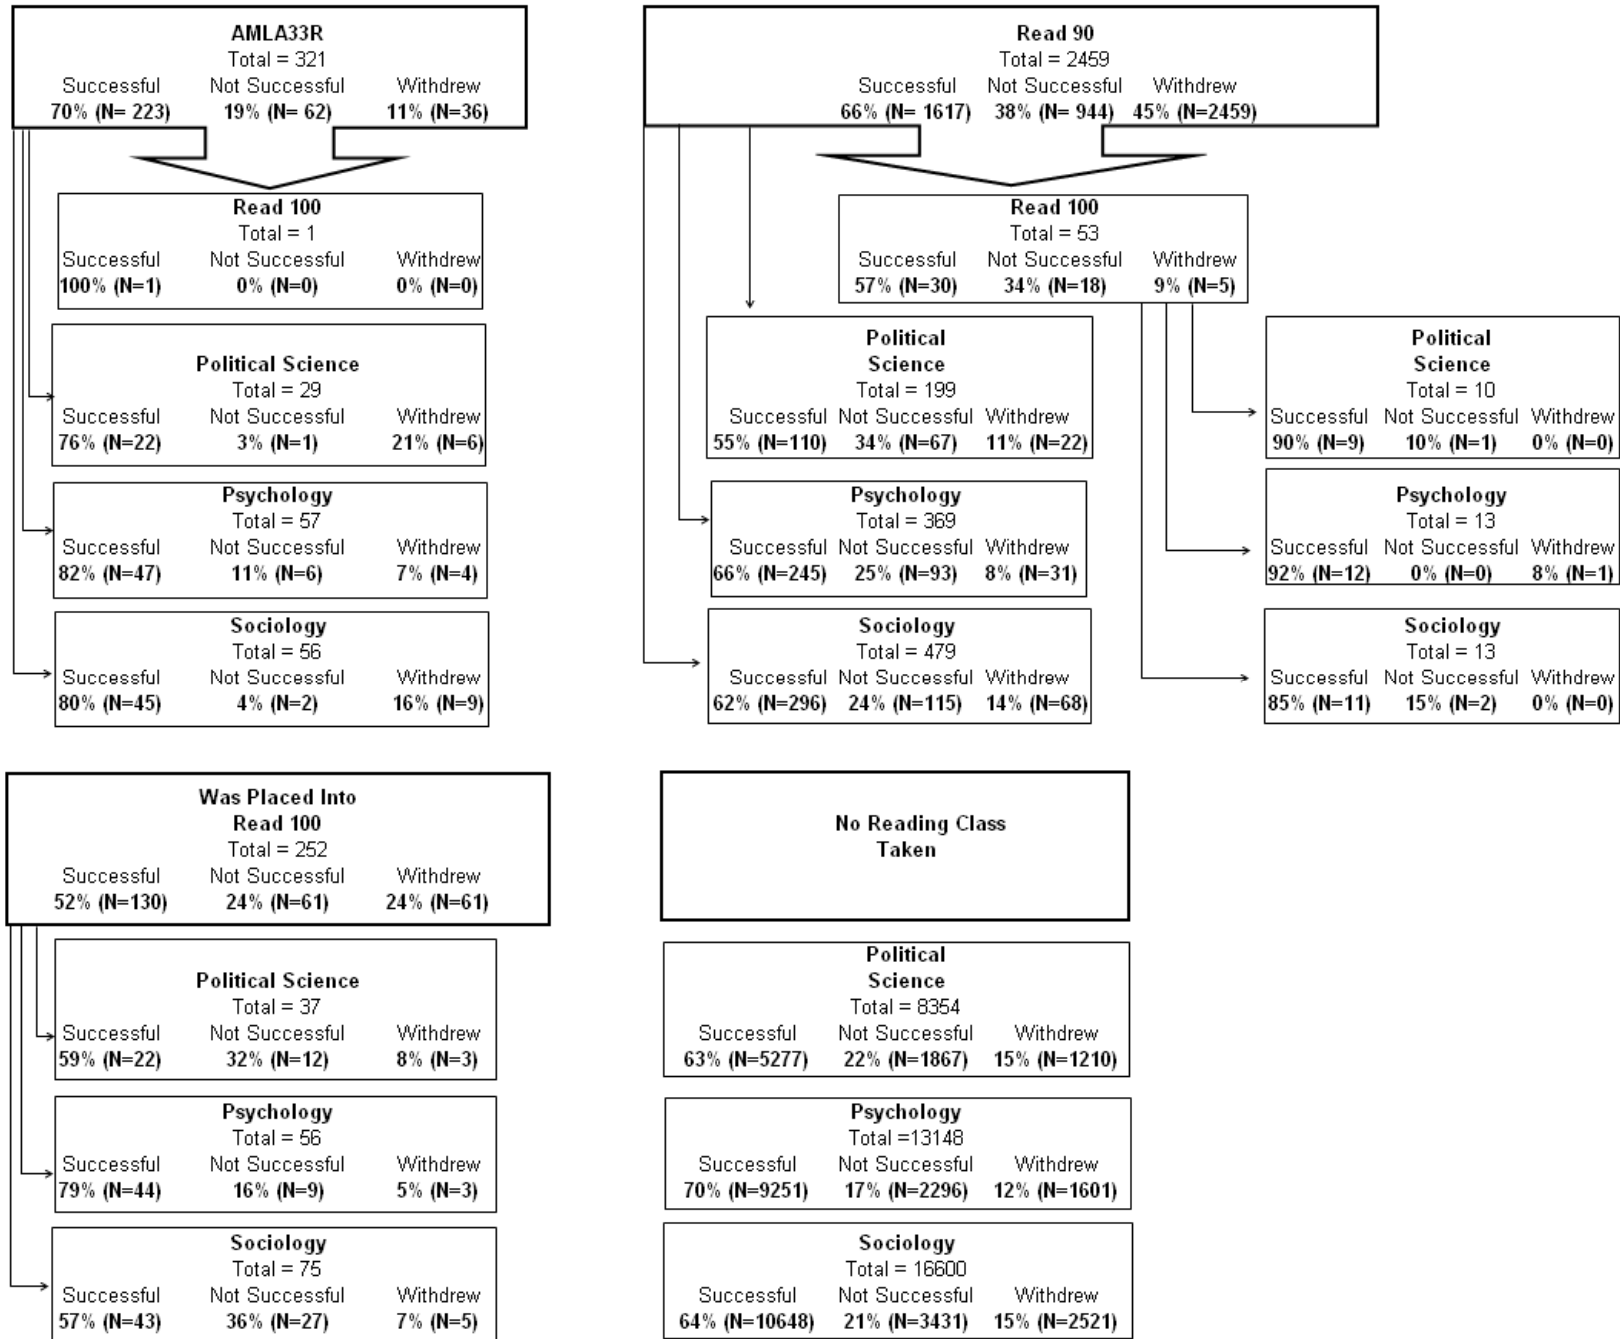 AMLA33R
Total = 321
Successful Not Successful Withdrew
70% (N= 223) 19% (N= 62) 11% (N=36)
Read 100
Total = 1
Successful Not Successful Withdrew
100% (N=1) 0% (N=0) 0% (N=0)
Political Science
Total = 29
Successful Not Successful Withdrew
76% (N=22) 3% (N=1) 21% (N=6)
Psychology
Total = 57
Successful Not Successful Withdrew
82% (N=47) 11% (N=6) 7% (N=4)
Sociology
Total = 56
Successful Not Successful Withdrew
80% (N=45) 4% (N=2) 16% (N=9)
Read 90
Total = 2459
Successful Not Successful Withdrew
66% (N= 1617) 38% (N= 944) 45% (N=2459)
Read 100
Total = 53
Successful Not Successful Withdrew
57% (N=30) 34% (N=18) 9% (N=5)
Political
Science
Total = 199
Successful Not Successful Withdrew
55% (N=110) 34% (N=67) 11% (N=22)
Psychology
Total = 369
Successful Not Successful Withdrew
66% (N=245) 25% (N=93) 8% (N=31)
Sociology
Total = 479
Successful Not Successful Withdrew
62% (N=296) 24% (N=115) 14% (N=68)
Political
Science
Total = 10
Successful Not Successful Withdrew
90% (N=9) 10% (N=1) 0% (N=0)
Psychology
Total = 13
Successful Not Successful Withdrew
92% (N=12) 0% (N=0) 8% (N=1)
Sociology
Total = 13
Successful Not Successful Withdrew
85% (N=11) 15% (N=2) 0% (N=0)
Was Placed Into
Read 100
Total = 252
Successful Not Successful Withdrew
52% (N=130) 24% (N=61) 24% (N=61)
Political Science
Total = 37
Successful Not Successful Withdrew
59% (N=22) 32% (N=12) 8% (N=3)
Psychology
Total = 56
Successful Not Successful Withdrew
79% (N=44) 16% (N=9) 5% (N=3)
Sociology
Total = 75
Successful Not Successful Withdrew
57% (N=43) 36% (N=27) 7% (N=5)
No Reading Class
Taken
Political
Science
Total = 8354
Successful Not Successful Withdrew
63% (N=5277) 22% (N=1867) 15% (N=1210)
Psychology
Total =13148
Successful Not Successful Withdrew
70% (N=9251) 17% (N=2296) 12% (N=1601)
Sociology
Total = 16600
Successful Not Successful Withdrew
64% (N=10648) 21% (N=3431) 15% (N=2521)